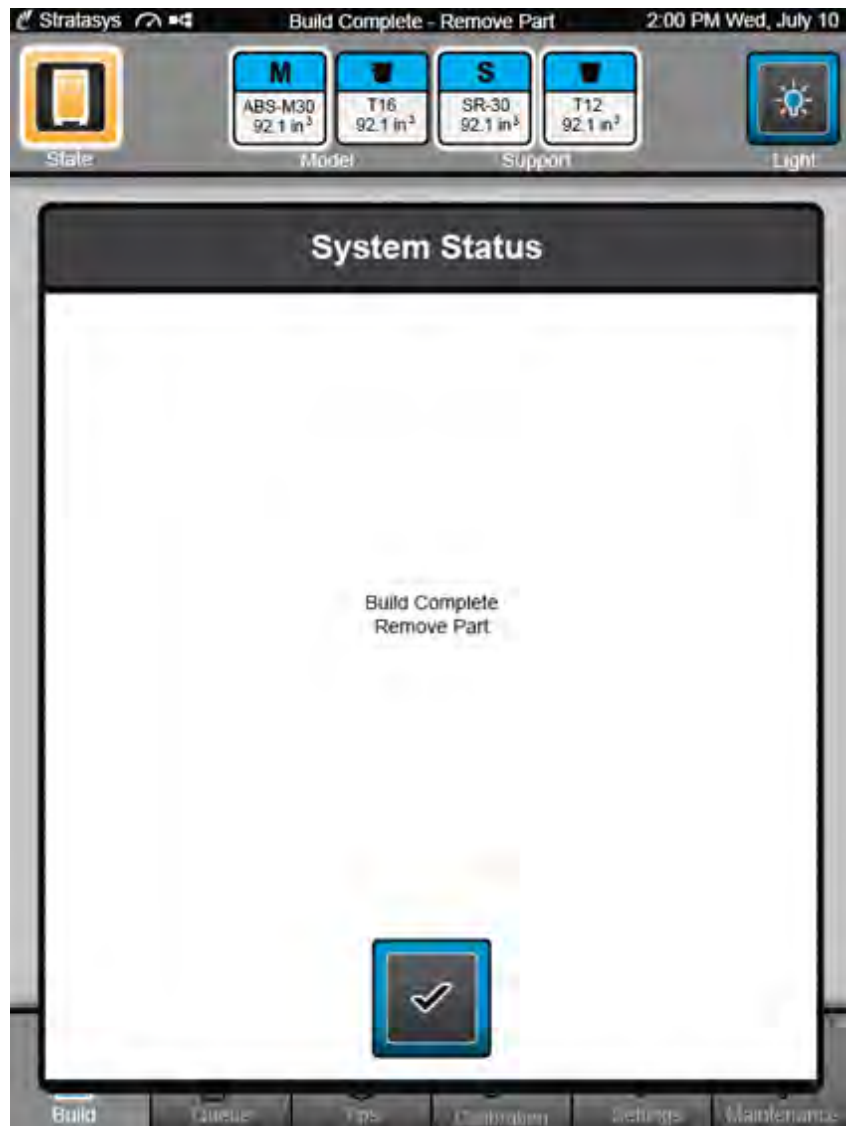 Stratasys Build Complete - Remove Part 2:00 PM Wed, July 10
M S
ABS-M30 T16 SR-30 T12
92.1 in³ 92.1 in³ 92.1 in³ 92.1 in³
State Model Support Light
System Status
Build Complete
Remove Part
Build Queue Tips Calibration Settings Maintenance